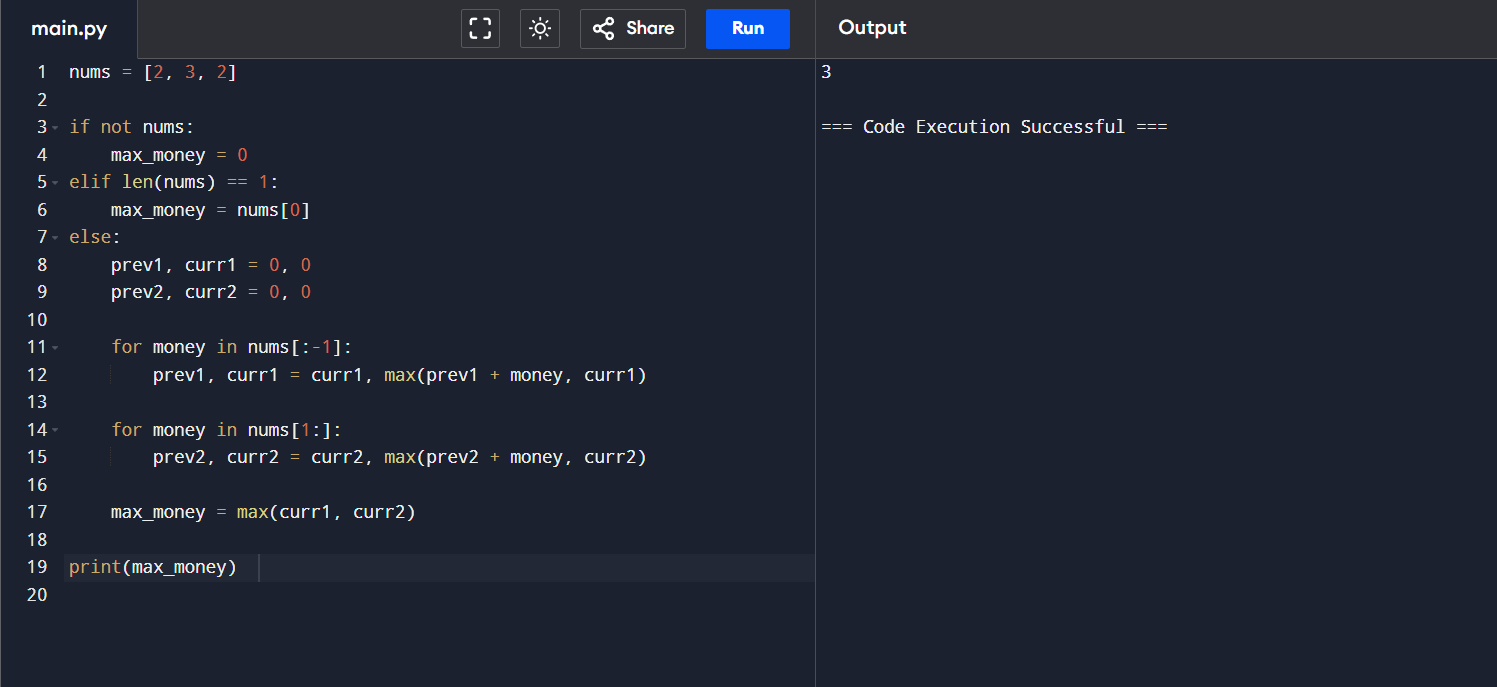 main.py
Share
Run
Output
1 nums = [2, 3, 2]
2
3 if not nums:
4     max_money = 0
5 elif len(nums) == 1:
6     max_money = nums[0]
7 else:
8     prev1, curr1 = 0, 0
9     prev2, curr2 = 0, 0
10
11     for money in nums[:-1]:
12         prev1, curr1 = curr1, max(prev1 + money, curr1)
13
14     for money in nums[1:]:
15         prev2, curr2 = curr2, max(prev2 + money, curr2)
16
17     max_money = max(curr1, curr2)
18
19 print(max_money)
20
3
=== Code Execution Successful ===